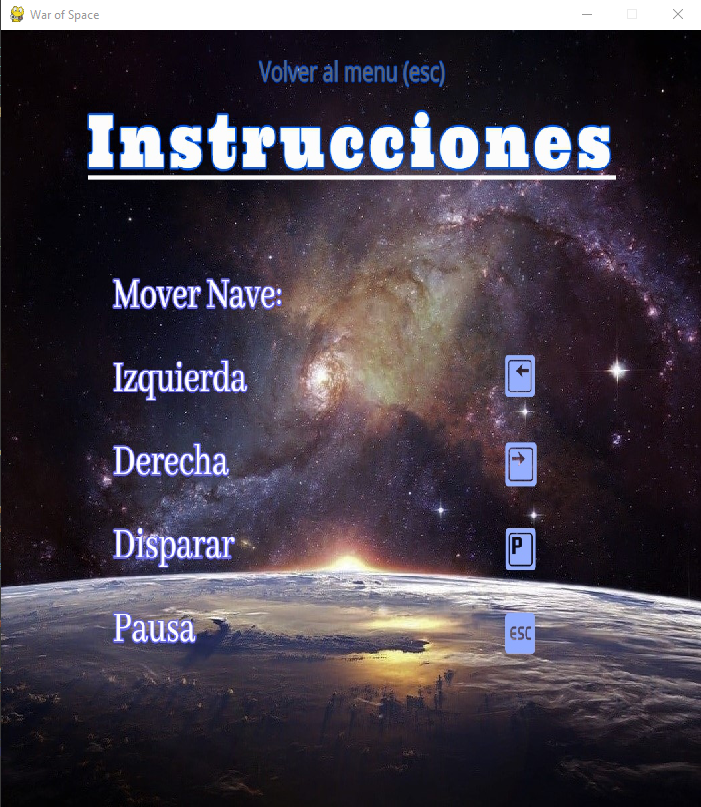 War of Space
Volver al menu (esc)
Instrucciones
Mover Nave:
Izquierda
Derecha
Disparar P
Pausa ESC